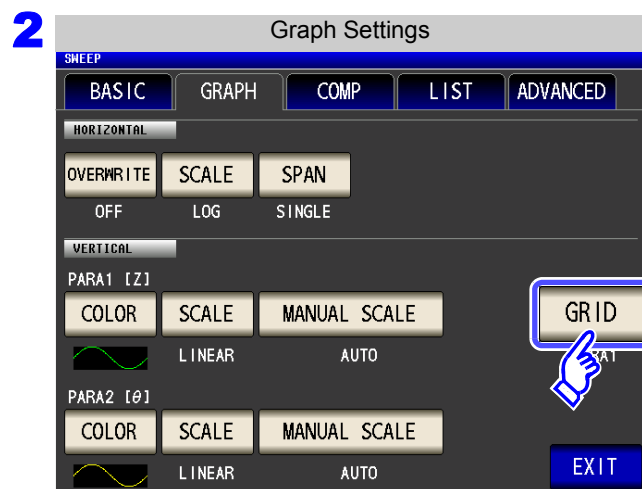 2
Graph Settings
SWEEP
BASIC GRAPH COMP LIST ADVANCED
HORIZONTAL
OVERWRITE SCALE SPAN
OFF LOG SINGLE
VERTICAL
PARA1 [Z]
COLOR SCALE MANUAL SCALE GRID
LINEAR AUTO
PARA2 [θ]
COLOR SCALE MANUAL SCALE
LINEAR AUTO EXIT